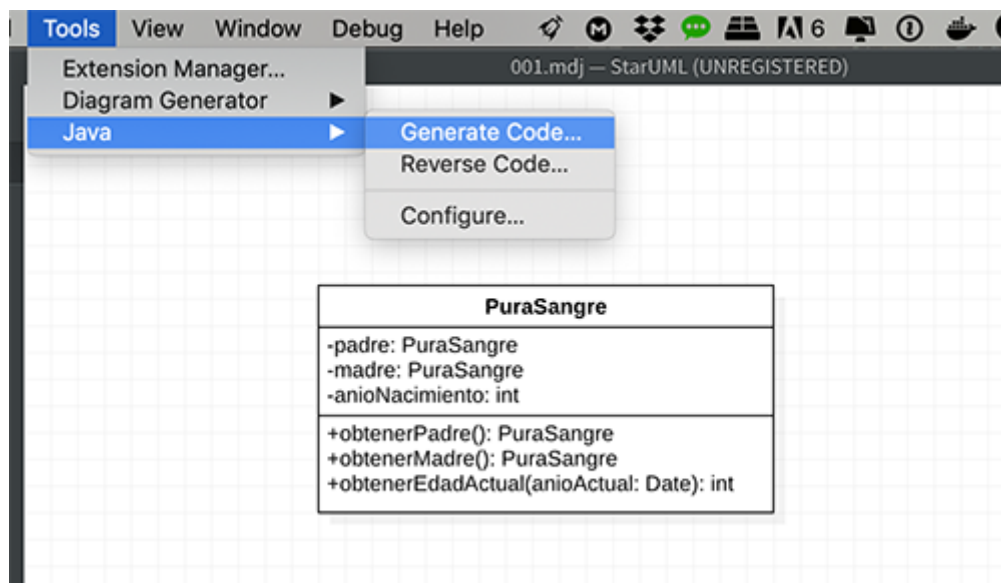 Tools View Window Debug Help 6
001.mdj — StarUML (UNREGISTERED)
Extension Manager...
Diagram Generator
Java
Generate Code...
Reverse Code...
Configure...
PuraSangre
-padre: PuraSangre
-madre: PuraSangre
-anioNacimiento: int
+obtenerPadre(): PuraSangre
+obtenerMadre(): PuraSangre
+obtenerEdadActual(anioActual: Date): int